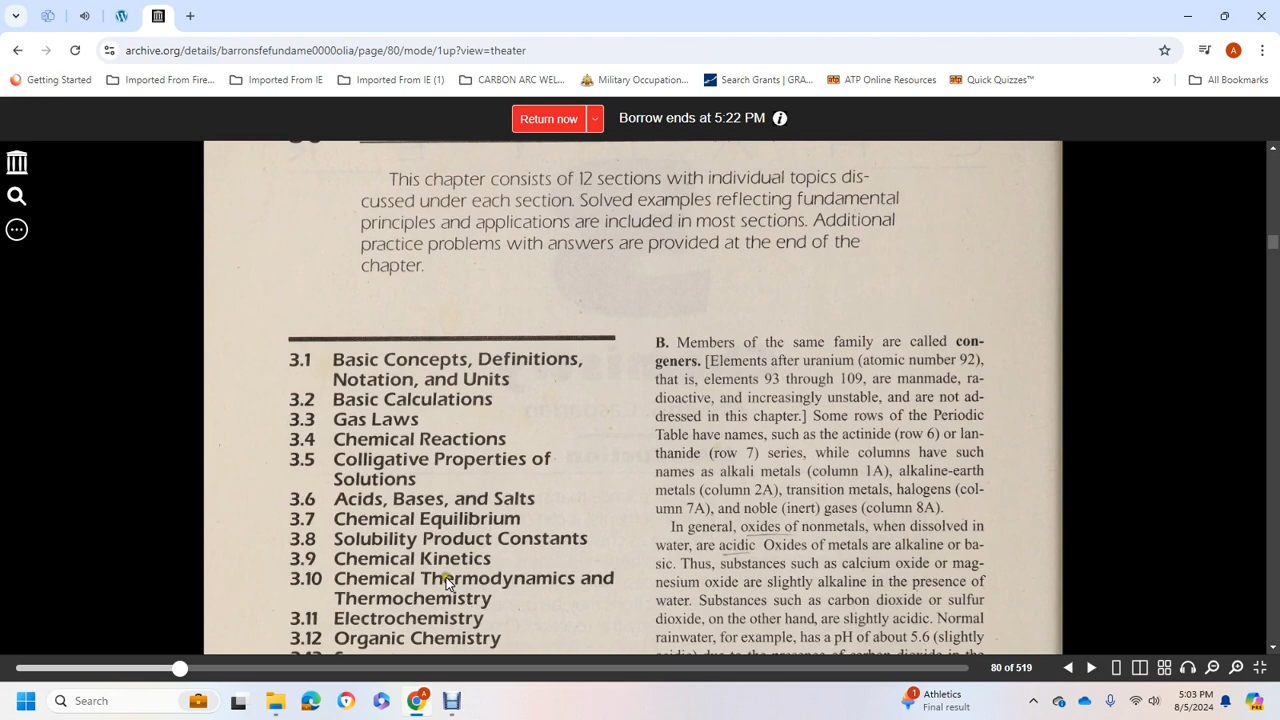 archive.org/details/barronsfefundame0000olia/page/80/mode/1up?view=theater
A
Getting Started
Imported From Fire...
Imported From IE
Imported From IE (1)
CARBON ARC WEL...
Military Occupation...
Search Grants | GRA...
ATP Online Resources
Quick Quizzes™
All Bookmarks
Return now
Borrow ends at 5:22 PM
This chapter consists of 12 sections with individual topics dis-
cussed under each section. Solved examples reflecting fundamental
principles and applications are included in most sections. Additional
practice problems with answers are provided at the end of the
chapter.
3.1 Basic Concepts, Definitions,
Notation, and Units
3.2 Basic Calculations
3.3 Gas Laws
3.4 Chemical Reactions
3.5 Colligative Properties of
Solutions
3.6 Acids, Bases, and Salts
3.7 Chemical Equilibrium
3.8 Solubility Product Constants
3.9 Chemical Kinetics
3.10 Chemical Thermodynamics and
Thermochemistry
3.11 Electrochemistry
3.12 Organic Chemistry
B. Members of the same family are called con-
geners. [Elements after uranium (atomic number 92),
that is, elements 93 through 109, are manmade, ra-
dioactive, and increasingly unstable, and are not ad-
dressed in this chapter.] Some rows of the Periodic
Table have names, such as the actinide (row 6) or lan-
thanide (row 7) series, while columns have such
names as alkali metals (column 1A), alkaline-earth
metals (column 2A), transition metals, halogens (col-
umn 7A), and noble (inert) gases (column 8A).
In general, oxides of nonmetals, when dissolved in
water, are acidic Oxides of metals are alkaline or ba-
sic. Thus, substances such as calcium oxide or mag-
nesium oxide are slightly alkaline in the presence of
water. Substances such as carbon dioxide or sulfur
dioxide, on the other hand, are slightly acidic. Normal
rainwater, for example, has a pH of about 5.6 (slightly
80 of 519
Search
1
Athletics
Final result
5:03 PM
8/5/2024